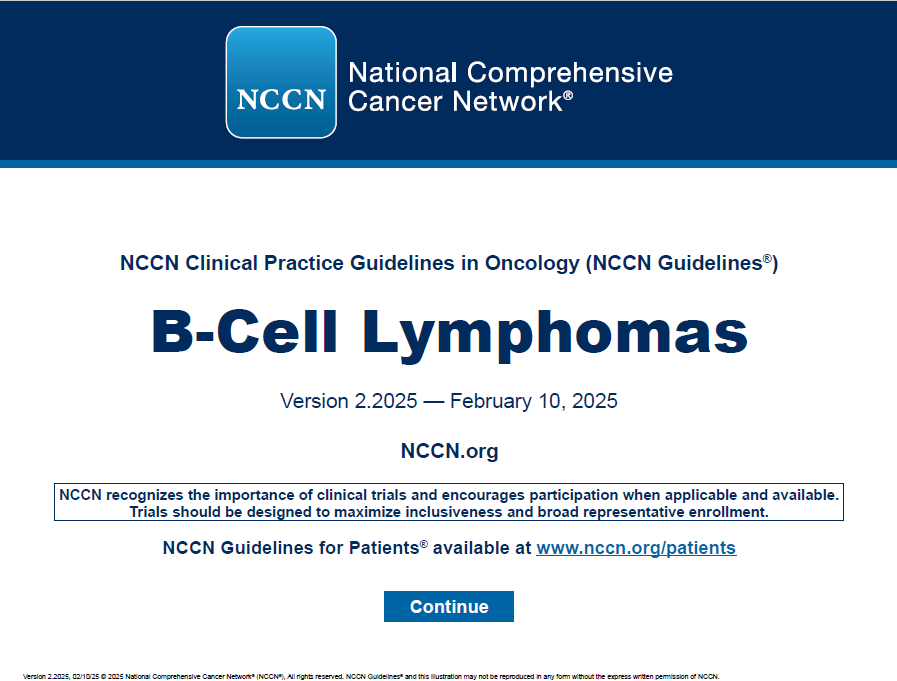 NCCN
National Comprehensive
Cancer Network®
NCCN Clinical Practice Guidelines in Oncology (NCCN Guidelines®)
B-Cell Lymphomas
Version 2.2025 — February 10, 2025
NCCN.org
NCCN recognizes the importance of clinical trials and encourages participation when applicable and available.
Trials should be designed to maximize inclusiveness and broad representative enrollment.
NCCN Guidelines for Patients® available at www.nccn.org/patients
Continue
Version 2.2025, 02/10/25 © 2025 National Comprehensive Cancer Network® (NCCN®), All rights reserved. NCCN Guidelines® and this illustration may not be reproduced in any form without the express written permission of NCCN.